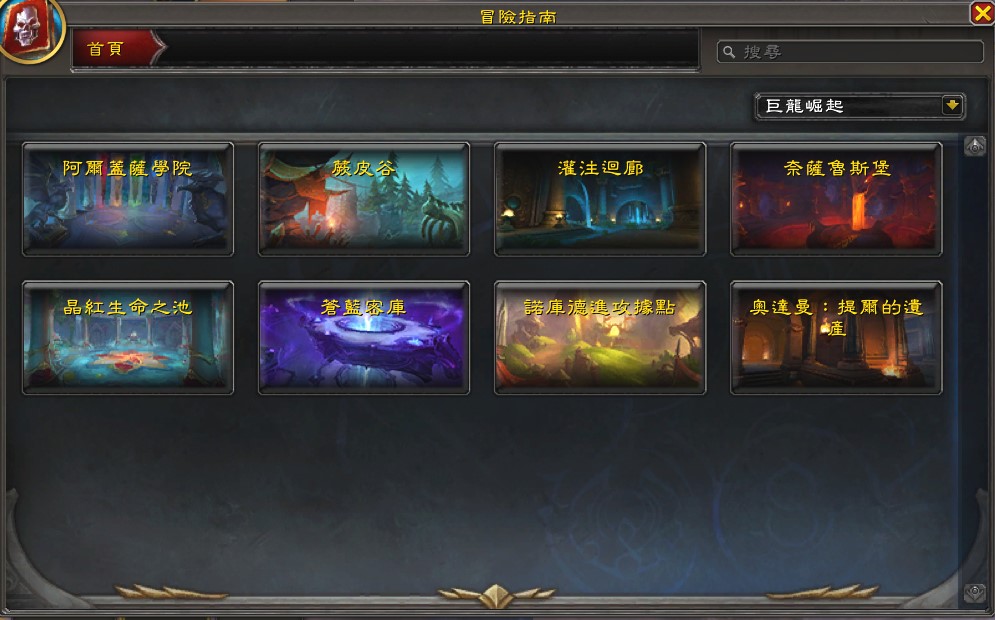 冒險指南
首頁
搜尋
巨龍崛起
阿爾蓋薩學院
蕨皮谷
灌注迴廊
奈薩魯斯堡
晶紅生命之池
蒼藍密庫
諾庫德進攻據點
奧達曼：提爾的遺
產